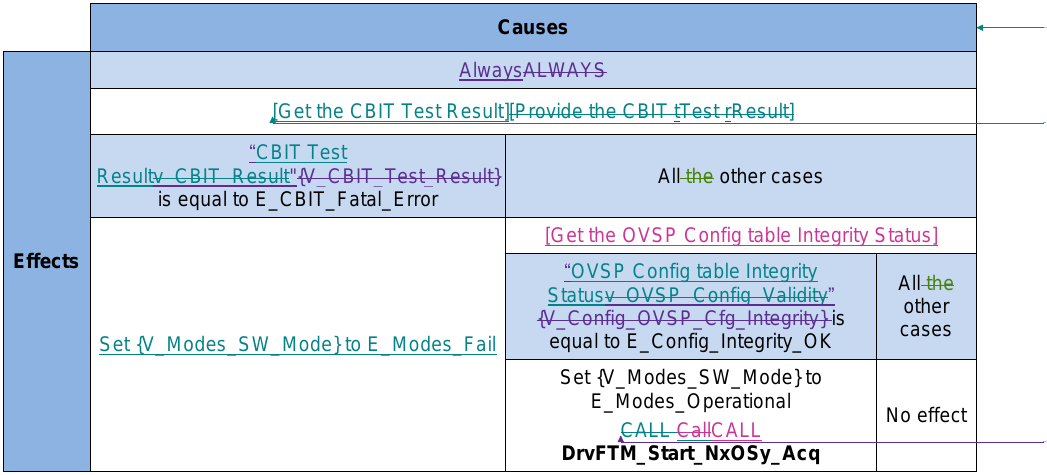 Causes
AlwaysALWAYS
[Get the CBIT Test Result][Provide the CBIT tTest rResult]
“CBIT Test
Resultv_CBIT_Result"{V_CBIT_Test_Result}
is equal to E_CBIT_Fatal_Error
All the other cases
Effects
Set {V_Modes_SW_Mode} to E_Modes_Fail
[Get the OVSP Config table Integrity Status]
“OVSP Config table Integrity
Statusv_OVSP_Config_Validity”
{V_Config_OVSP_Cfg_Integrity} is
equal to E_Config_Integrity_OK
All the
other
cases
Set {V_Modes_SW_Mode} to
E_Modes_Operational
CALL CallCALL
DrvFTM_Start_NxOSy_Acq
No effect